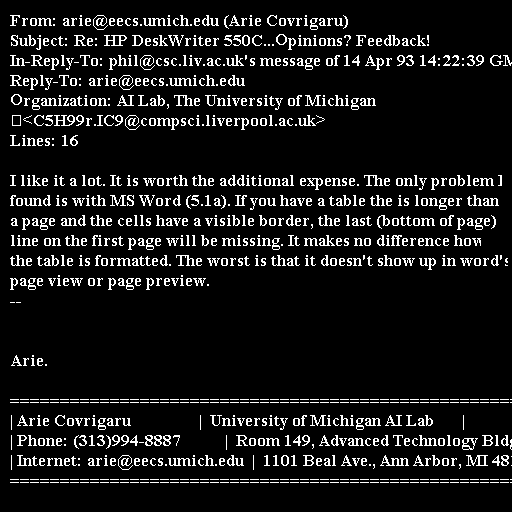 From: arie@eecs.umich.edu (Arie Covrigaru)
Subject: Re: HP DeskWriter 550C...Opinions? Feedback!
In-Reply-To: phil@csc.liv.ac.uk's message of 14 Apr 93 14:22:39 GM
Reply-To: arie@eecs.umich.edu
Organization: AI Lab, The University of Michigan
<C5H99r.IC9@compsci.liverpool.ac.uk>
Lines: 16

I like it a lot. It is worth the additional expense. The only problem I
found is with MS Word (5.1a). If you have a table the is longer than
a page and the cells have a visible border, the last (bottom of page)
line on the first page will be missing. It makes no difference how
the table is formatted. The worst is that it doesn't show up in word's
page view or page preview.
--

Arie.

==================================================
| Arie Covrigaru | University of Michigan AI Lab |
| Phone: (313)994-8887 | Room 149, Advanced Technology Bldg
| Internet: arie@eecs.umich.edu | 1101 Beal Ave., Ann Arbor, MI 481
==================================================